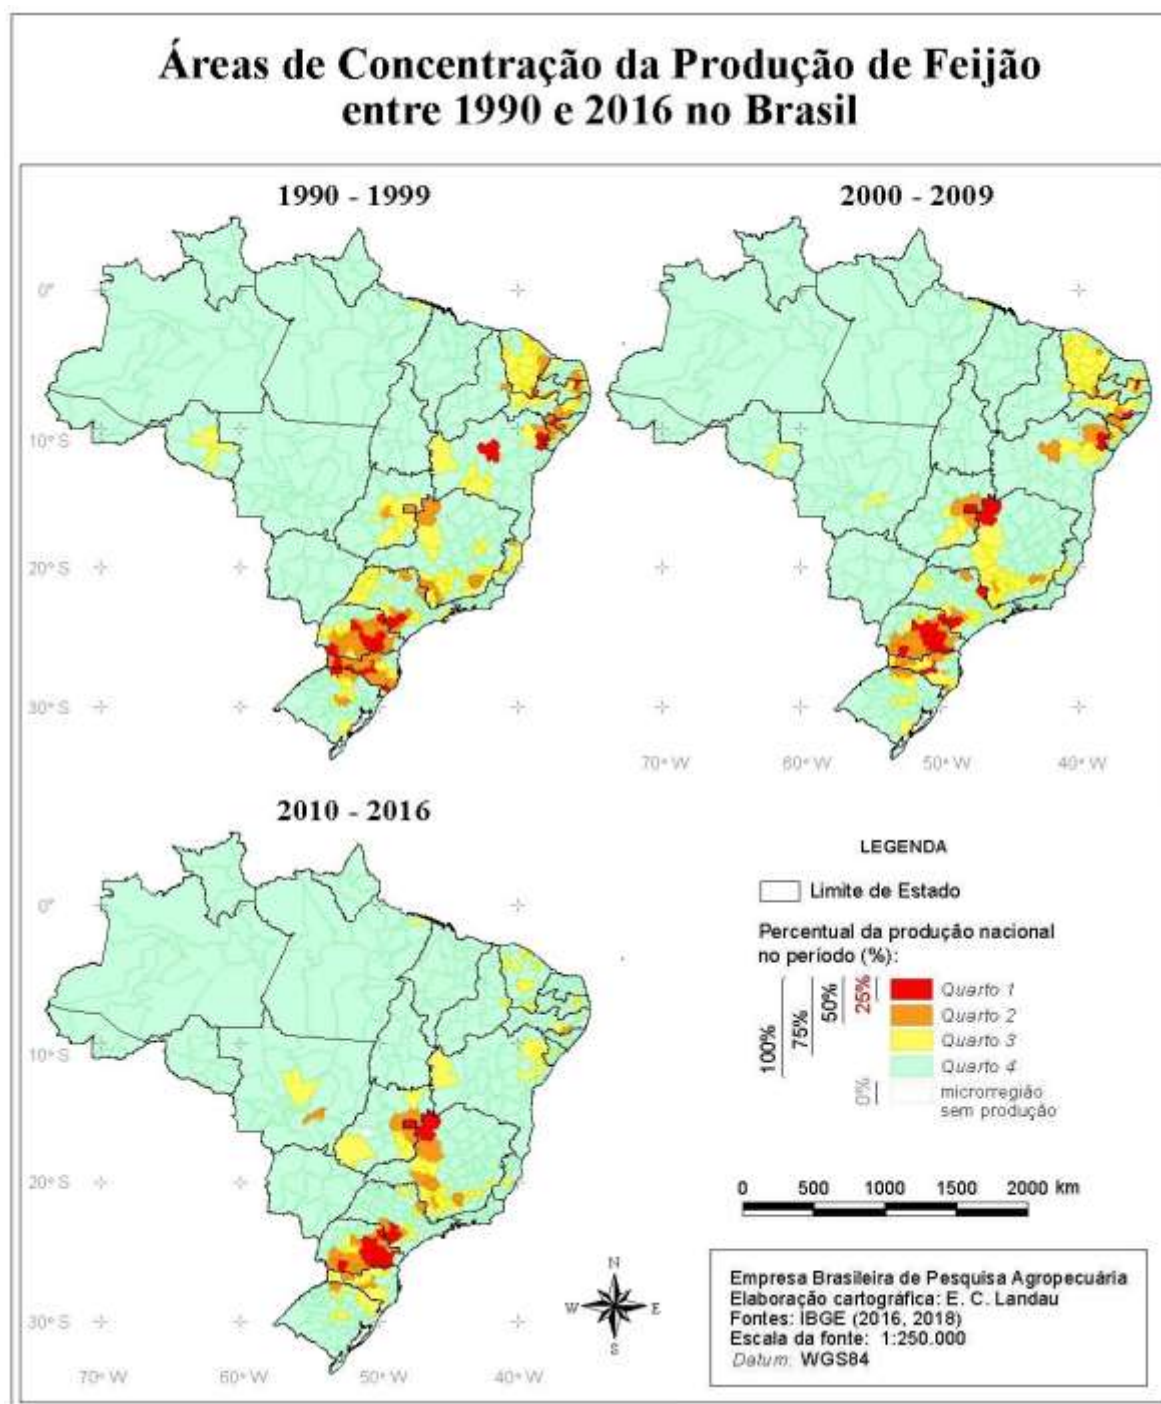 Áreas de Concentração da Produção de Feijão
entre 1990 e 2016 no Brasil
1990 - 1999
2000 - 2009
0°
10°S
20°S
30°S
70° W
60° W
50° W
40° W
2010 - 2016
0°
10°S
20°S
30°S
70° W
60° W
50° W
40° W
LEGENDA
Limite de Estado
Percentual da produção nacional
no período (%):
100%
75%
50%
25%
0%
Quarto 1
Quarto 2
Quarto 3
Quarto 4
microrregião
sem produção
0 500 1000 1500 2000 km
N
W E
S
Empresa Brasileira de Pesquisa Agropecuária
Elaboração cartográfica: E. C. Landau
Fontes: IBGE (2016, 2018)
Escala da fonte: 1:250.000
Datum: WGS84